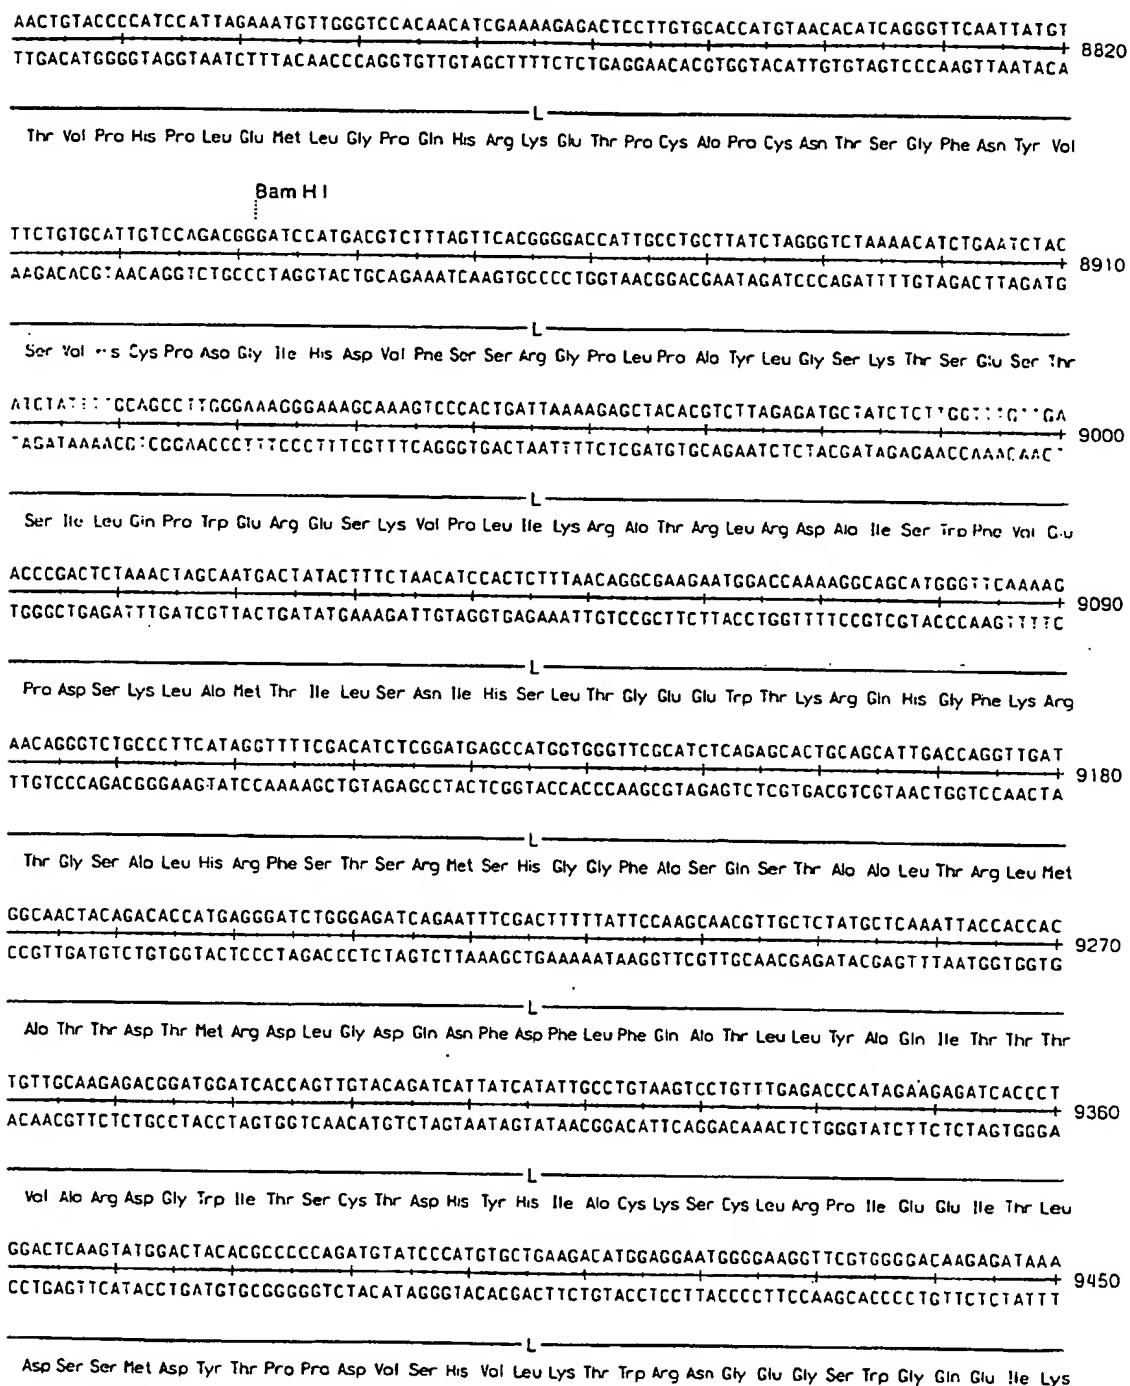 AACTGTACCCCATCCATTAGAAATGTTGGGTCCACAACATCGAAAAGAGACTCCTTGTGCACCATGTAACACATCAGGGTTCAATTATGT
8820
TTGACATGGGGTAGGTAATCTTTACAACCCAGGTGTTGTAGCTTTTCTCTGAGGAACACGTGGTACATTGTGTAGTCCCAAGTTAATACA
L
Thr Val Pro His Pro Leu Glu Met Leu Gly Pro Gln His Arg Lys Glu Thr Pro Cys Ala Pro Cys Asn Thr Ser Gly Phe Asn Tyr Val
Bam H I
TTCTGTGCATTGTCCAGACGGGATCCATGACGTCTTTAGTTCACGGGGACCATTGCCTGCTTATCTAGGGTCTAAAACATCTGAATCTAC
8910
AAGACACGTAACAGGTCTGCCCTAGGTACTGCAGAAATCAAGTGCCCCTGGTAACGGACGAATAGATCCCAGATTTTGTAGACTTAGATG
L
Ser Val Cys Pro Asp Gly Ile His Asp Val Phe Ser Ser Arg Gly Pro Leu Pro Ala Tyr Leu Gly Ser Lys Thr Ser Glu Ser Thr
9000
L
Ser Ile Leu Gln Pro Trp Glu Arg Glu Ser Lys Val Pro Leu Ile Lys Arg Ala Thr Arg Leu Arg Asp Ala Ile Ser Trp Phe Val Glu
ACCCGACTCTAAACTAGCAATGACTATACTTTCTAACATCCACTCTTTAACAGGCGAAGAATGGACCAAAAGGCAGCATGGGTTCAAAAG
9090
TGGGCTGAGATTTGATCGTTACTGATATGAAAGATTGTAGGTGAGAAATTGTCCGCTTCTTACCTGGTTTTCCGTCGTACCCAAGTTTTC
L
Pro Asp Ser Lys Leu Ala Met Thr Ile Leu Ser Asn Ile His Ser Leu Thr Gly Glu Glu Trp Thr Lys Arg Gln His Gly Phe Lys Arg
AACAGGGTCTGCCCTTCATAGGTTTTCGACATCTCGGATGAGCCATGGTGGGTTCGCATCTCAGAGCACTGCAGCATTGACCAGGTTGAT
9180
TTGTCCCAGACGGGAAGTATCCAAAAGCTGTAGAGCCTACTCGGTACCACCCAAGCGTAGAGTCTCGTGACGTCGTAACTGGTCCAACTA
L
Thr Gly Ser Ala Leu His Arg Phe Ser Thr Ser Arg Met Ser His Gly Gly Phe Ala Ser Gln Ser Thr Ala Ala Leu Thr Arg Leu Met
GGCAACTACAGACACCATGAGGGATCTGGGAGATCAGAATTTCGACTTTTTATTCCAAGCAACGTTGCTCTATGCTCAAATTACCACCAC
9270
CCGTTGATGTCTGTGGTACTCCCTAGACCCTCTAGTCTTAAAGCTGAAAAATAAGGTTCGTTGCAACGAGATACGAGTTTAATGGTGGTG
L
Ala Thr Thr Asp Thr Met Arg Asp Leu Gly Asp Gln Asn Phe Asp Phe Leu Phe Gln Ala Thr Leu Leu Tyr Ala Gln Ile Thr Thr Thr
TGTTGCAAGAGACGGATGGATCACCAGTTGTACAGATCATTATCATATTGCCTGTAAGTCCTGTTTGAGACCCATAGAAGAGATCACCCT
9360
ACAACGTTCTCTGCCTACCTAGTGGTCAACATGTCTAGTAATAGTATAACGGACATTCAGGACAAACTCTGGGTATCTTCTCTAGTGGGA
L
Val Ala Arg Asp Gly Trp Ile Thr Ser Cys Thr Asp His Tyr His Ile Ala Cys Lys Ser Cys Leu Arg Pro Ile Glu Glu Ile Thr Leu
GGACTCAAGTATGGACTACACGCCCCCAGATGTATCCCATGTGCTGAAGACATGGAGGAATGGGGAAGGTTCGTGGGGACAAGAGATAAA
9450
CCTGAGTTCATACCTGATGTGCGGGGGTCTACATAGGGTACACGACTTCTGTACCTCCTTACCCCTTCCAAGCACCCCTGTTCTCTATTT
L
Asp Ser Ser Met Asp Tyr Thr Pro Pro Asp Val Ser His Val Leu Lys Thr Trp Arg Asn Gly Glu Gly Ser Trp Gly Gln Glu Ile Lys